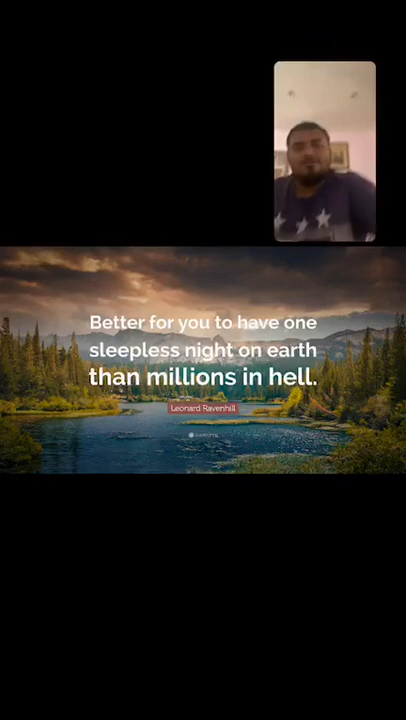 Better for you to have one
sleepless night on earth
than millions in hell.
Leonard Ravenhill